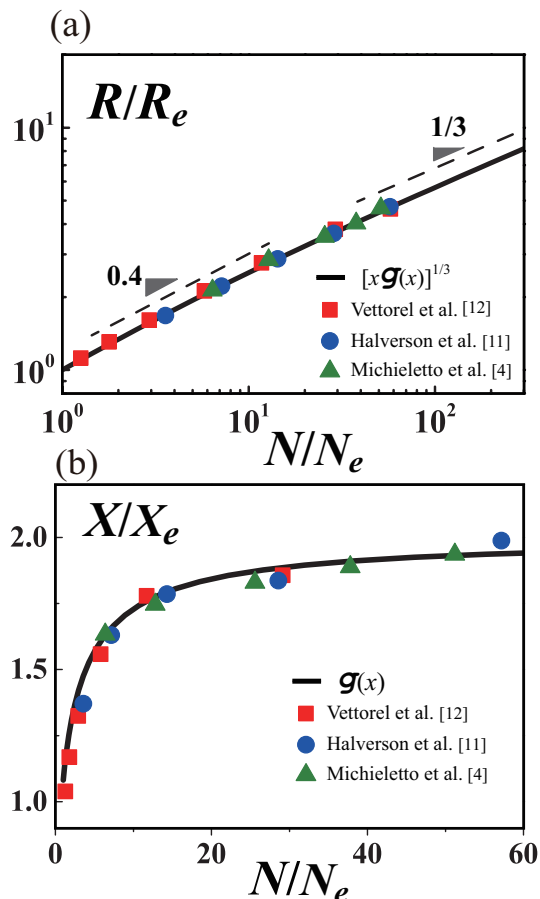 (a)
R/Rₑ
10¹
1/3
0.4
[xg(x)]¹ᐟ³
Vettorel et al. [12]
Halverson et al. [11]
Michieletto et al. [4]
10⁰
10⁰ 10¹ 10²
N/Nₑ
(b)
X/Xₑ
2.0
1.5
g(x)
Vettorel et al. [12]
Halverson et al. [11]
Michieletto et al. [4]
1.0
0 20 40 60
N/Nₑ